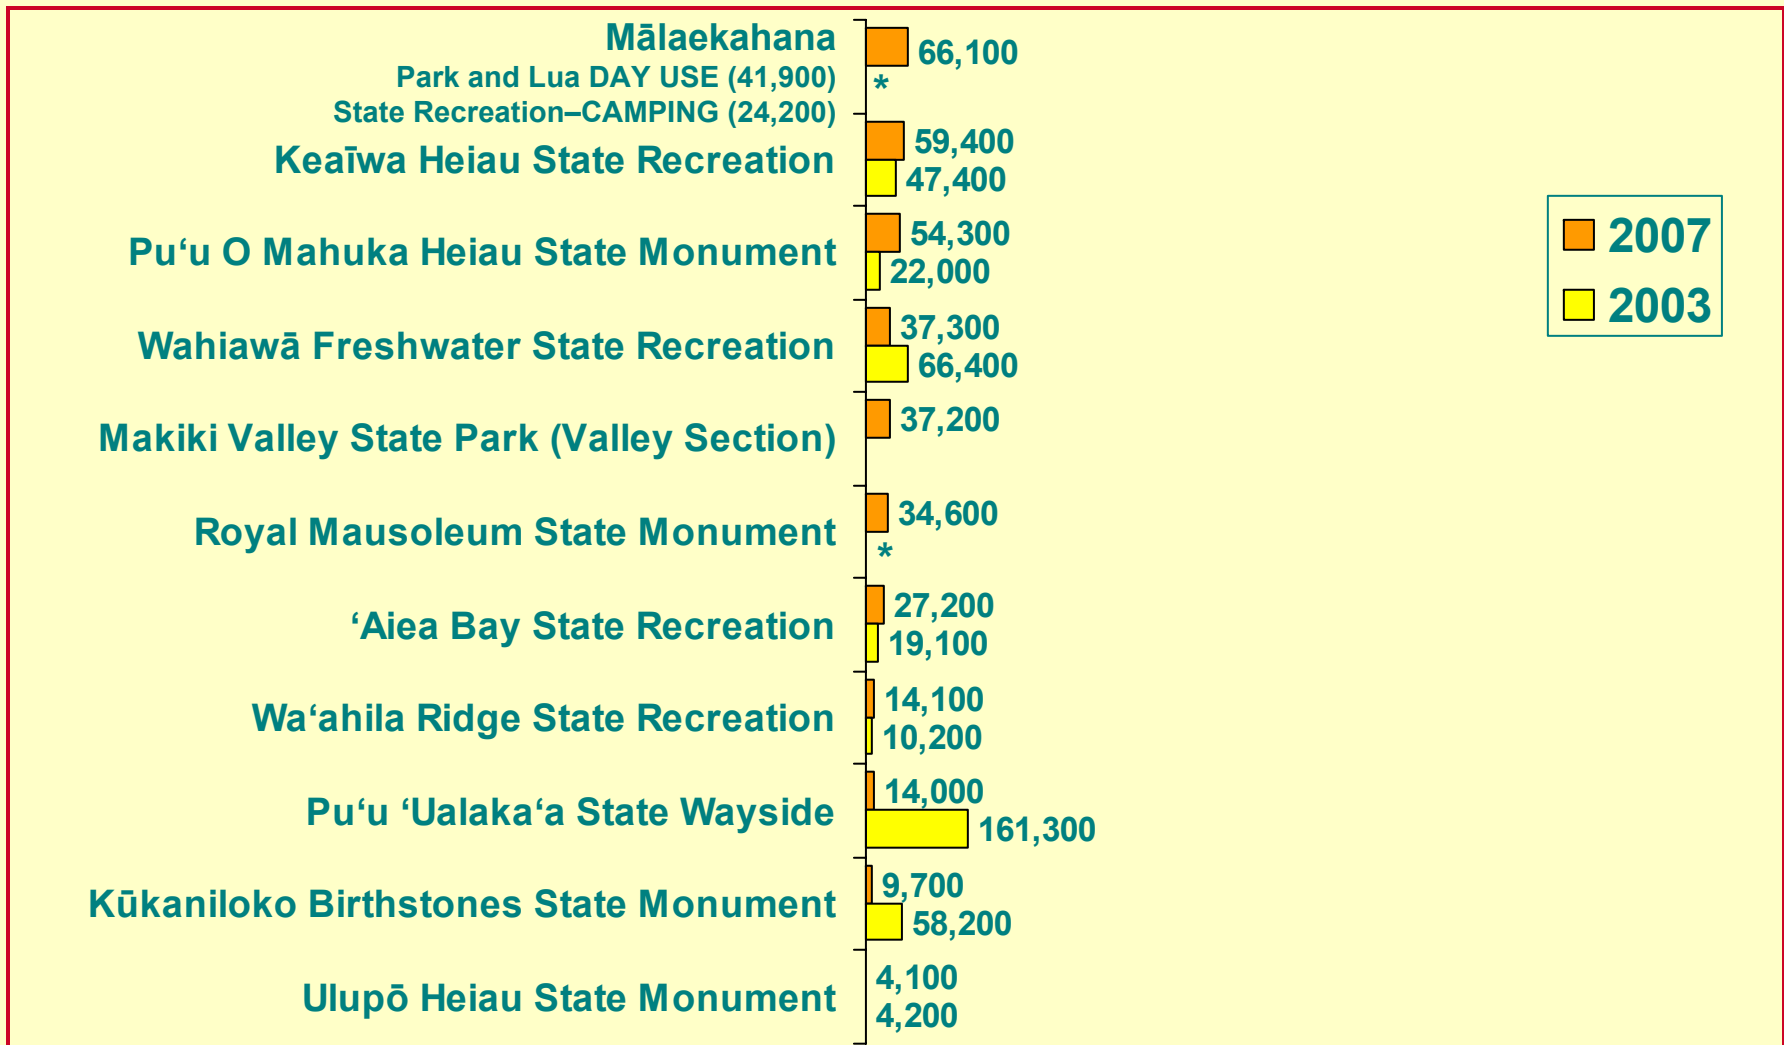 Mālaekahana
Park and Lua DAY USE (41,900)
State Recreation–CAMPING (24,200)
66,100
*
Keaīwa Heiau State Recreation
59,400
47,400
Pu‘u O Mahuka Heiau State Monument
54,300
22,000
Wahiawā Freshwater State Recreation
37,300
66,400
Makiki Valley State Park (Valley Section)
37,200
Royal Mausoleum State Monument
34,600
*
‘Aiea Bay State Recreation
27,200
19,100
Wa‘ahila Ridge State Recreation
14,100
10,200
Pu‘u ‘Ualaka‘a State Wayside
14,000
161,300
Kūkaniloko Birthstones State Monument
9,700
58,200
Ulupō Heiau State Monument
4,100
4,200
2007
2003